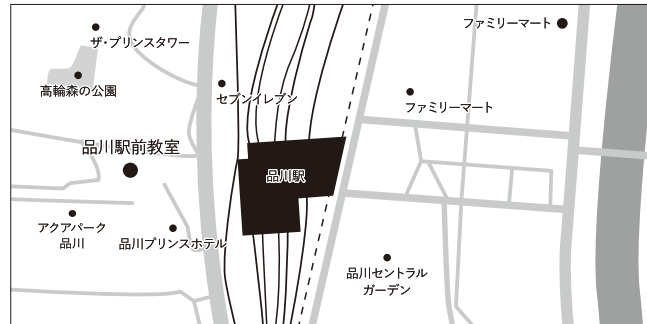 ファミリーマート
ザ・プリンスタワー
高輪森の公園
セブンイレブン
ファミリーマート
品川駅前教室
品川駅
アクアパーク
品川
品川プリンスホテル
品川セントラル
ガーデン